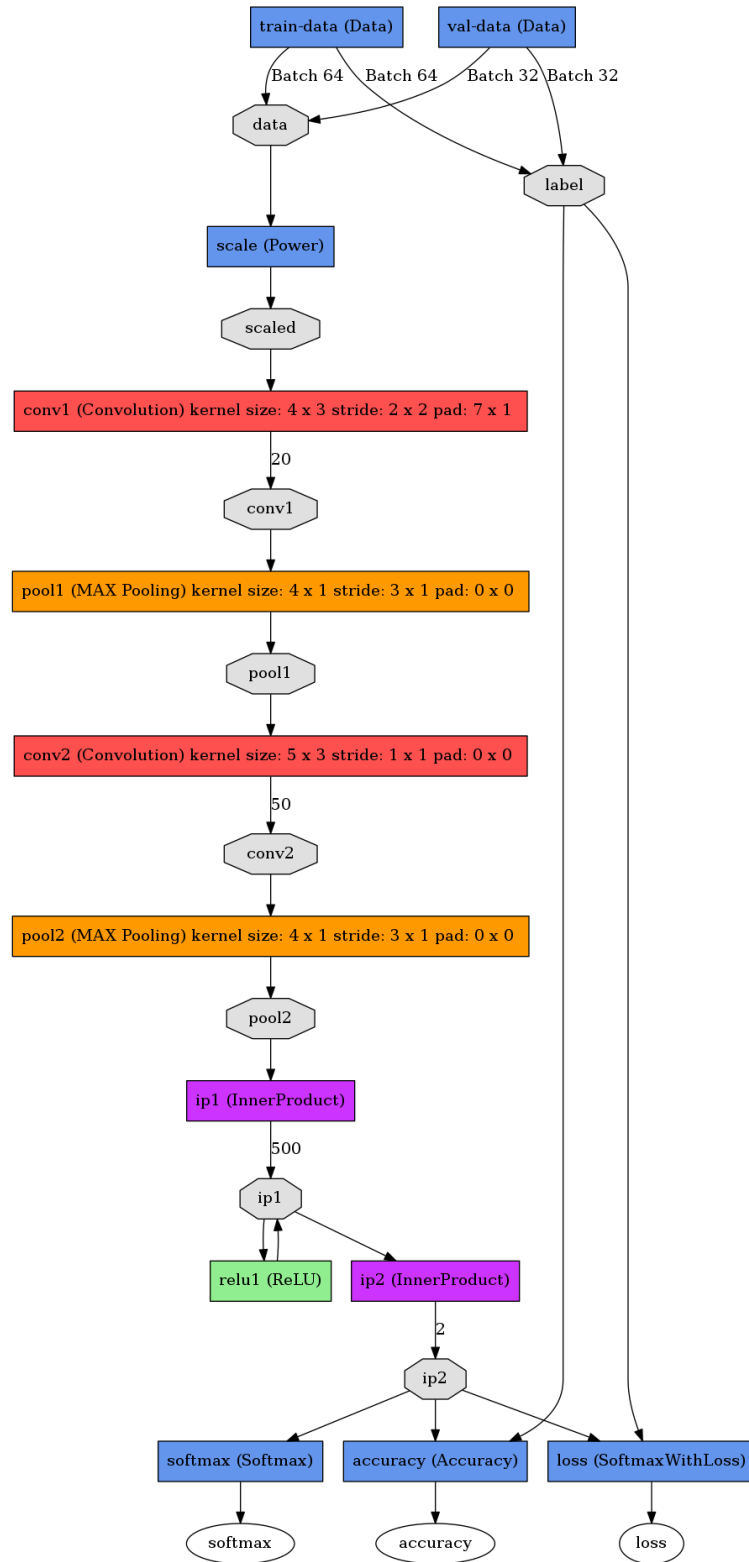 train-data (Data)
val-data (Data)
Batch 64
Batch 64
Batch 32
Batch 32
data
label
scale (Power)
scaled
conv1 (Convolution) kernel size: 4 x 3 stride: 2 x 2 pad: 7 x 1
20
conv1
pool1 (MAX Pooling) kernel size: 4 x 1 stride: 3 x 1 pad: 0 x 0
pool1
conv2 (Convolution) kernel size: 5 x 3 stride: 1 x 1 pad: 0 x 0
50
conv2
pool2 (MAX Pooling) kernel size: 4 x 1 stride: 3 x 1 pad: 0 x 0
pool2
ip1 (InnerProduct)
500
ip1
relu1 (ReLU)
ip2 (InnerProduct)
2
ip2
softmax (Softmax)
accuracy (Accuracy)
loss (SoftmaxWithLoss)
softmax
accuracy
loss